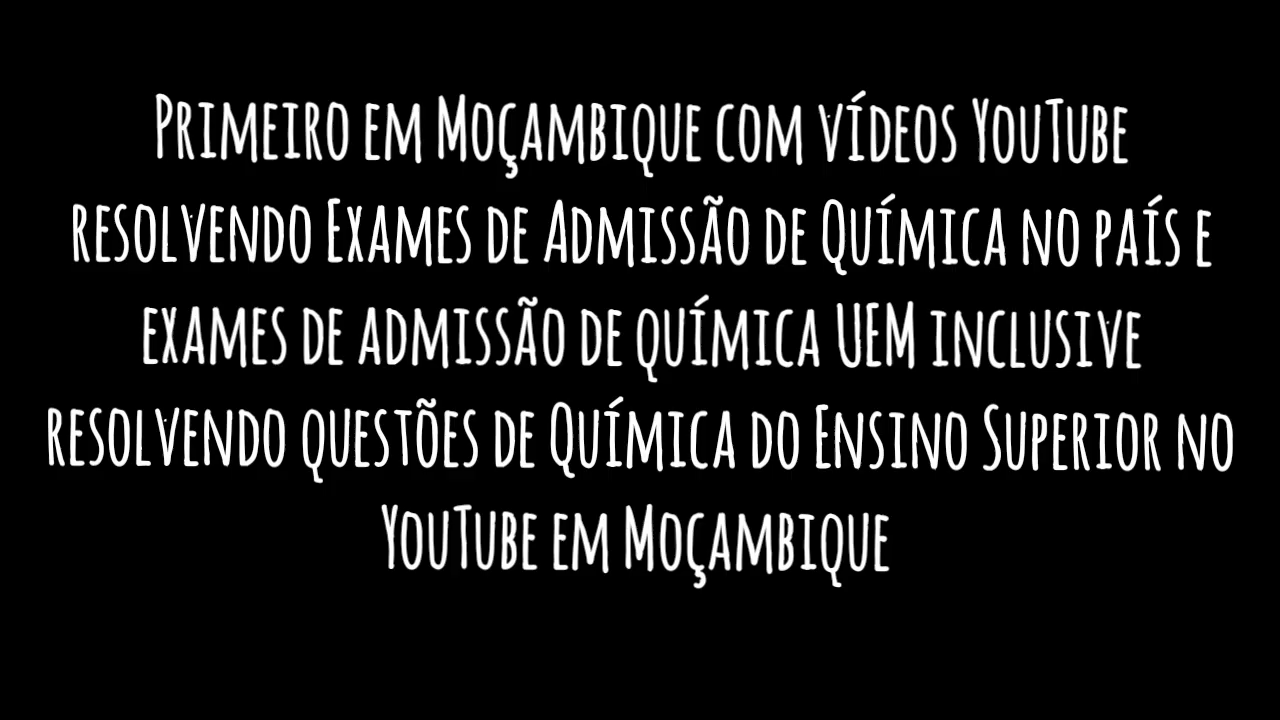 Primeiro em Moçambique com vídeos YouTube
resolvendo Exames de Admissão de Química no país e
exames de admissão de química UEM inclusive
resolvendo questões de Química do Ensino Superior no
YouTube em Moçambique